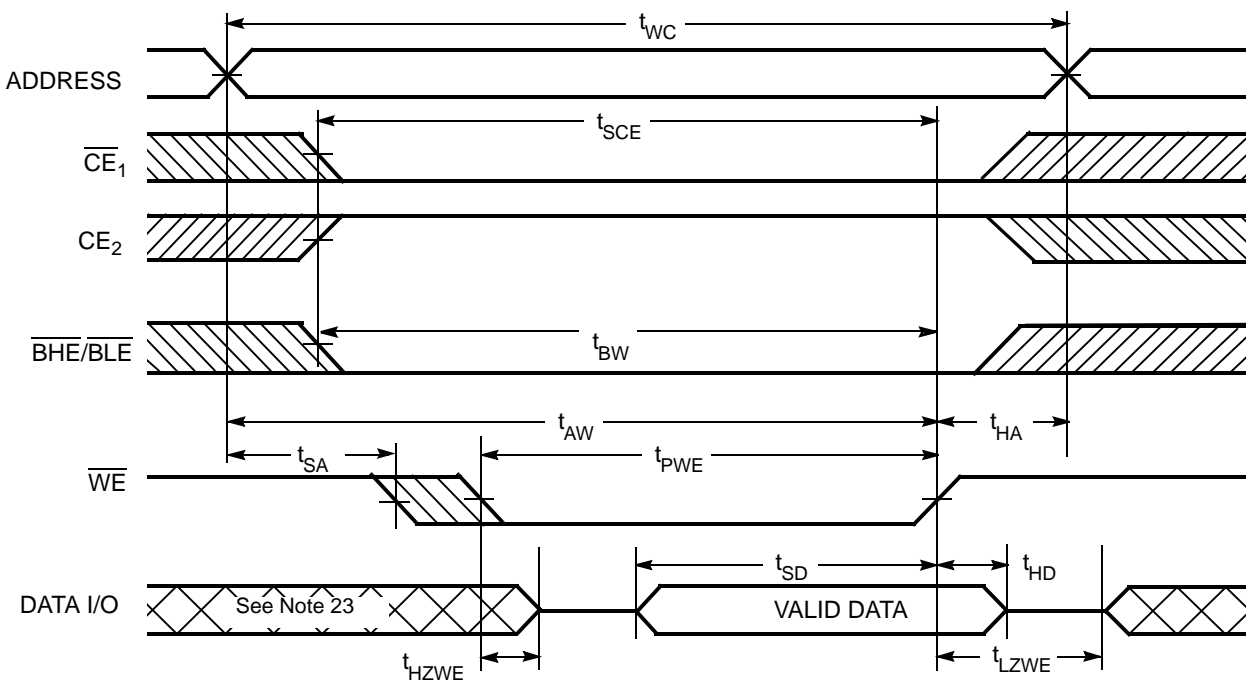 tWC
ADDRESS
tSCE
CE1
CE2
tBW
BHE/BLE
tAW
tHA
tSA
tPWE
WE
tSD
tHD
DATA I/O
See Note 23
VALID DATA
tHZWE
tLZWE